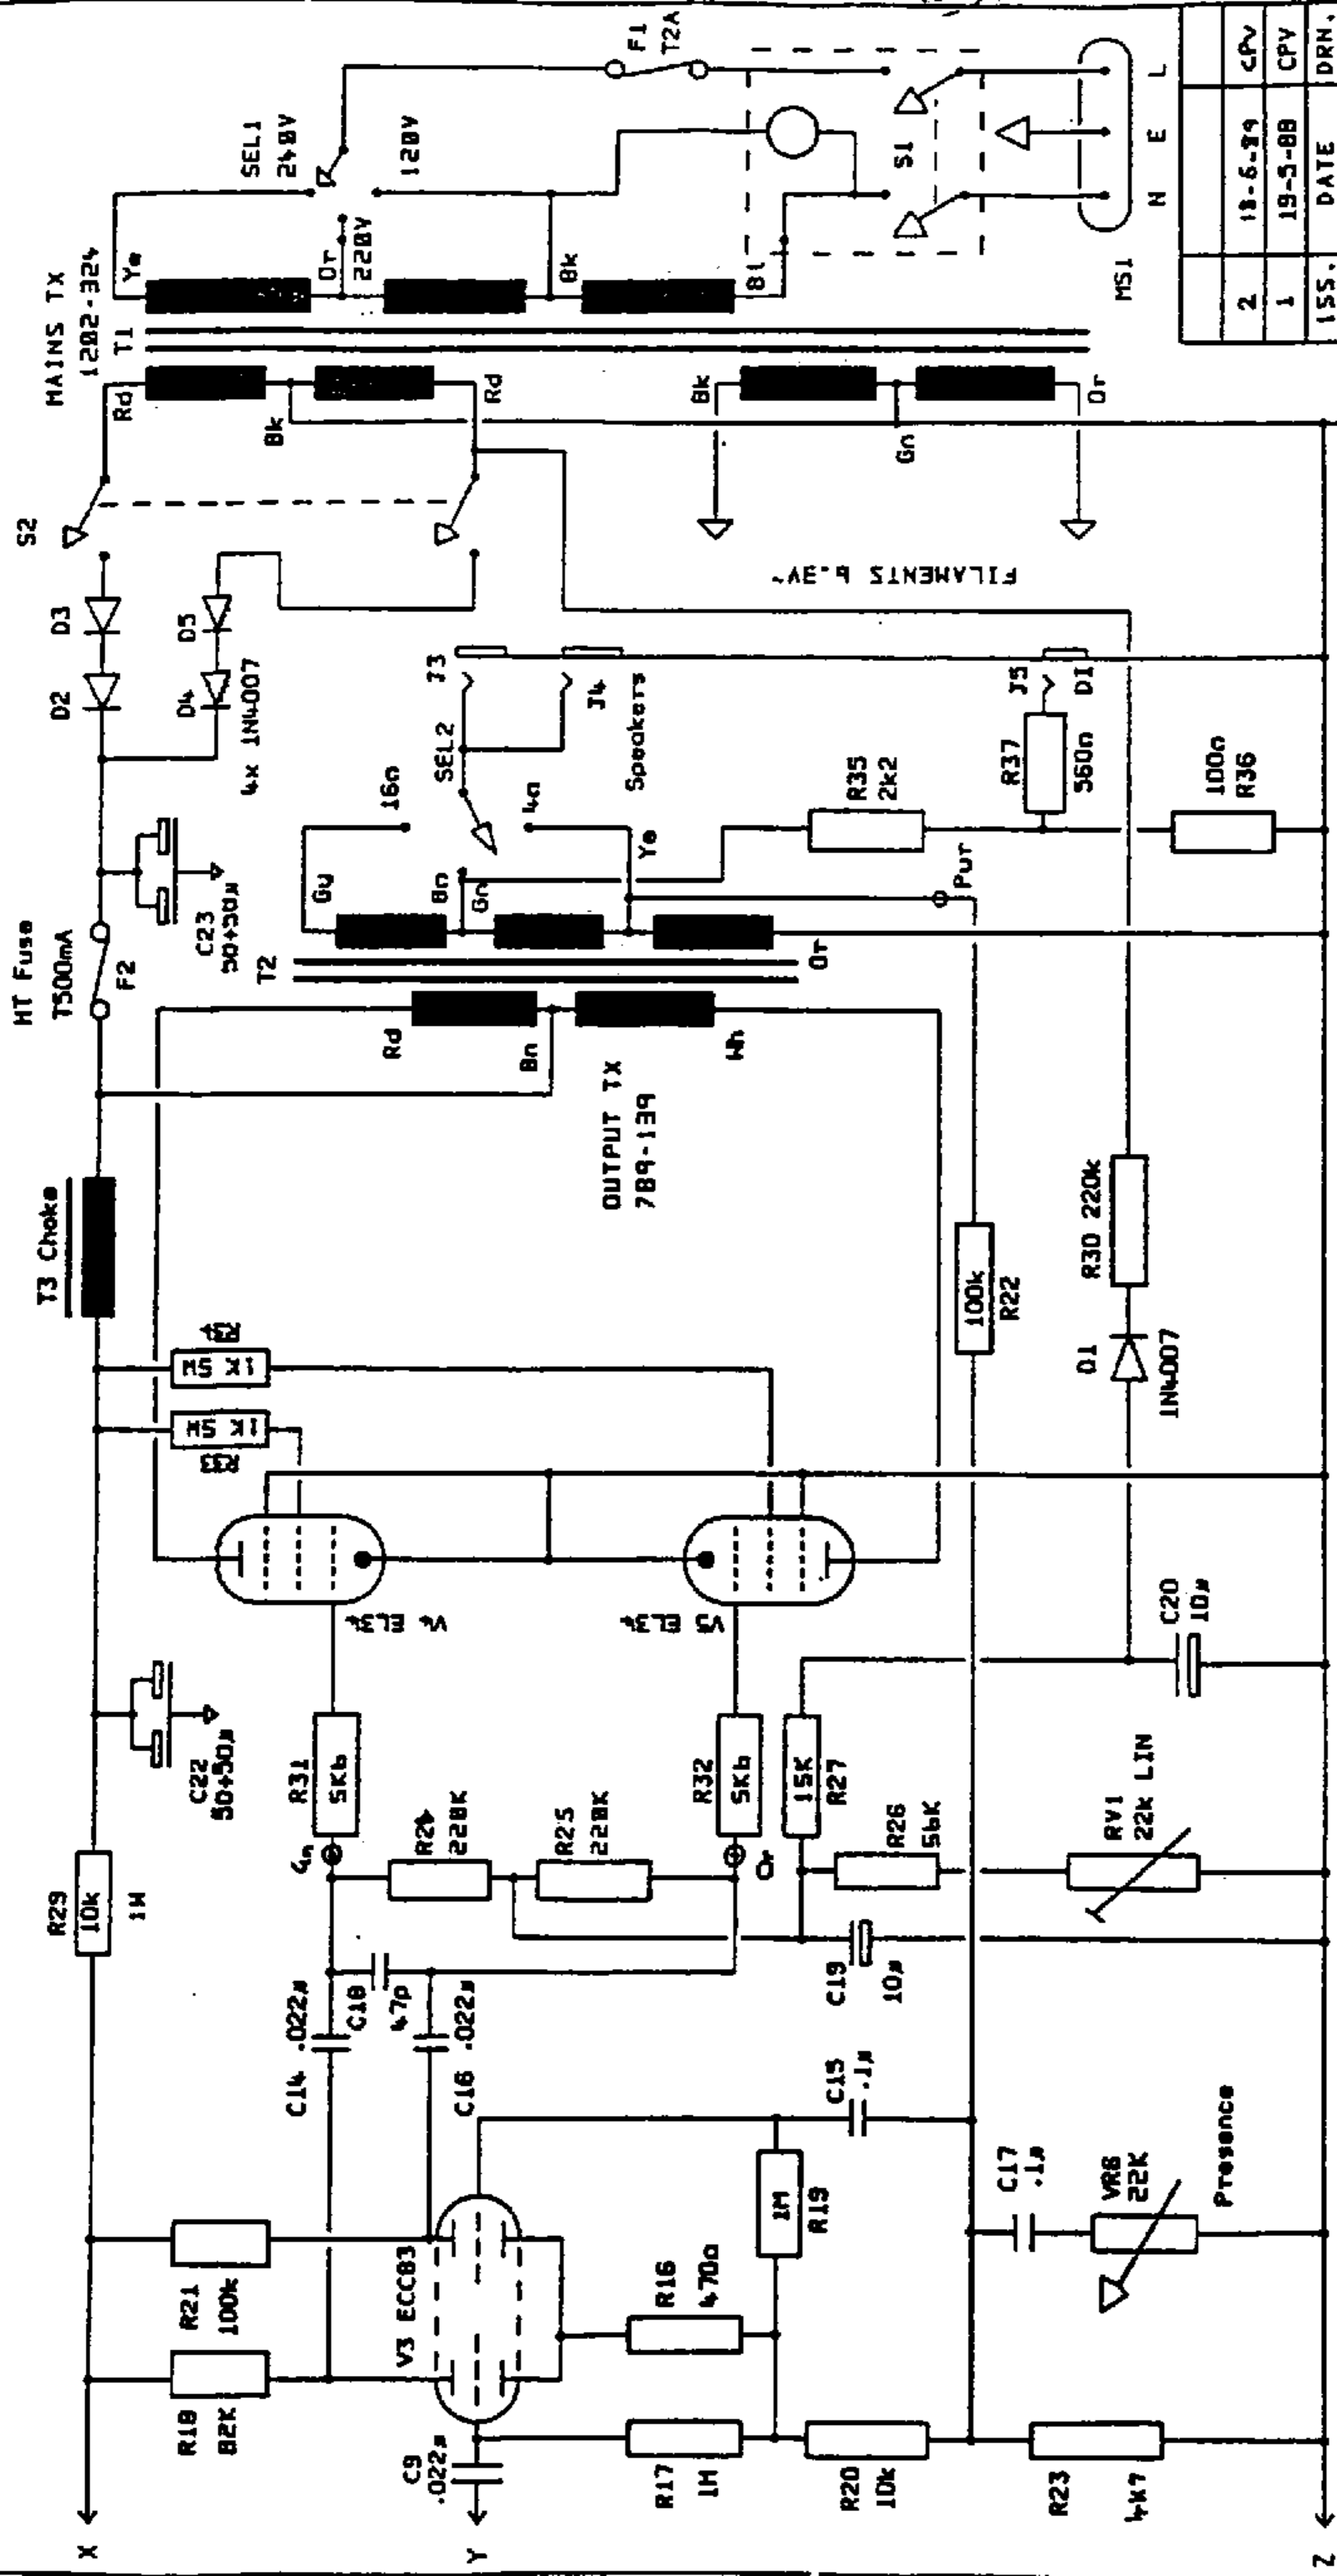 MAINS TX
1202-324
T1
Rd
Bk
Rd
Bk
Gn
Or
Ye
Or
220V
Bk
Bl
SEL1
240V
120V
F1
T2A
S1
MS1
N E L
2 18-6-89 CPV
1 19-5-88 CPV
ISS. DATE DRN.
S2
D3
D2
D5
D4
4x 1N4007
FILAMENTS 6.3V~
HT Fuse
T500mA
F2
C23
50+50µ
T2
Gy
Bn
Gn
Ye
Or
16Ω
SEL2
4Ω
J3
J4
Speakers
R35
2k2
R37
560Ω
J5
DI
100Ω
R36
Pur
Rd
Bn
Wh
OUTPUT TX
789-139
T3 Choke
R34
1K 5W
1K 5W
R33
100k
R22
R30 220k
D1
1N4007
V4 EL34
V5 EL34
C22
50+50µ
R31
5K6
R32
5K6
15K
R27
C20
10µ
R29
10k
1W
Gn
R24
220K
R25
220K
Or
R26
56K
RV1
22k LIN
C19
10µ
C14 .022µ
C18
47p
C16 .022µ
C15
.1µ
R21
100k
R18
82K
V3 ECC83
C9
.022µ
R16
470Ω
1M
R19
R17
1M
R20
10k
R23
4K7
C17
.1µ
VR8
22K
Presence
X
Y
Z